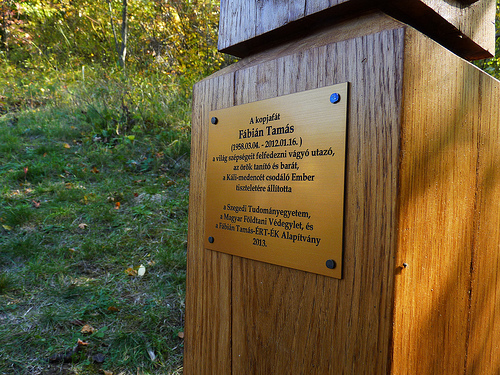 A kopjafát
Fábián Tamás
(1958.03.04. - 2012.01.16. )
a világ szépségeit felfedezni vágyó utazó,
az örök tanító és barát,
a Káli-medencét csodáló Ember
tiszteletére állította
a Szegedi Tudományegyetem,
a Magyar Földtani Védegylet, és
a Fábián Tamás-ÉRT-ÉK Alapítvány
2013.